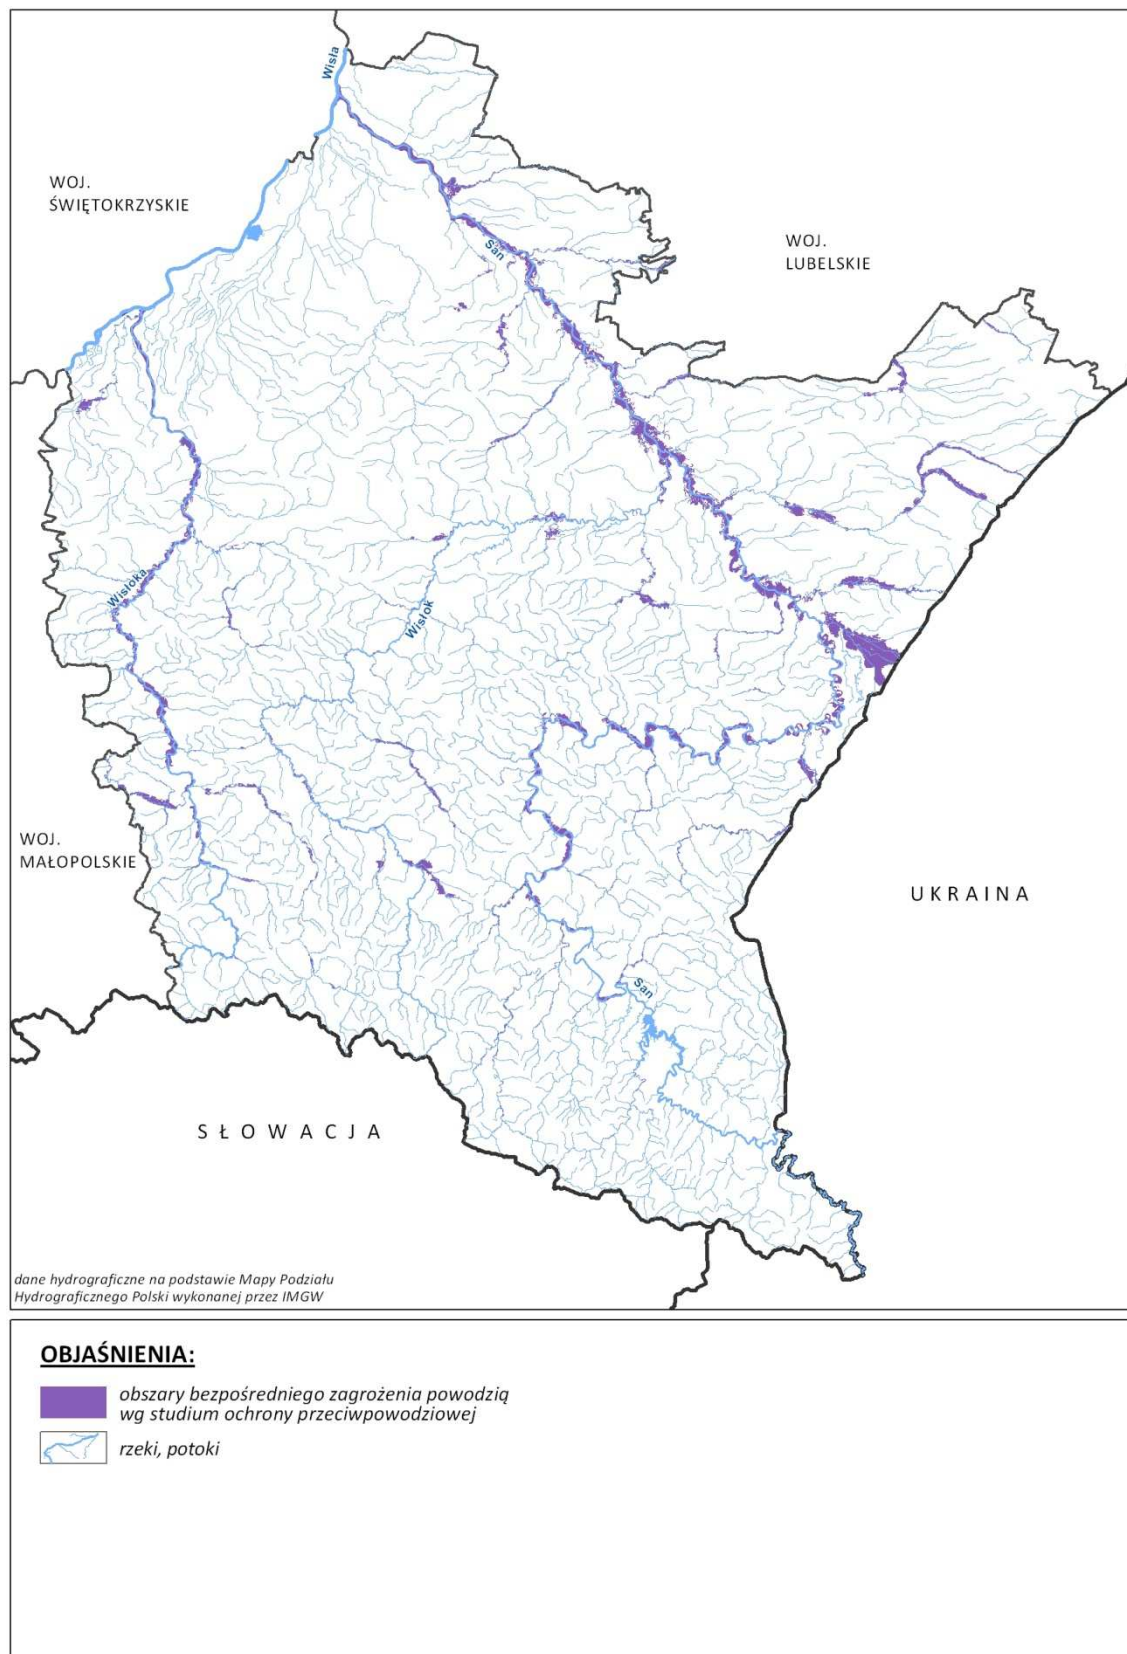 Wisła
WOJ.
ŚWIĘTOKRZYSKIE
WOJ.
LUBELSKIE
San
Wisłoka
Wisłok
WOJ.
MAŁOPOLSKIE
UKRAINA
San
SŁOWACJA
dane hydrograficzne na podstawie Mapy Podziału
Hydrograficznego Polski wykonanej przez IMGW
OBJAŚNIENIA:
obszary bezpośredniego zagrożenia powodzią
wg studium ochrony przeciwpowodziowej
rzeki, potoki